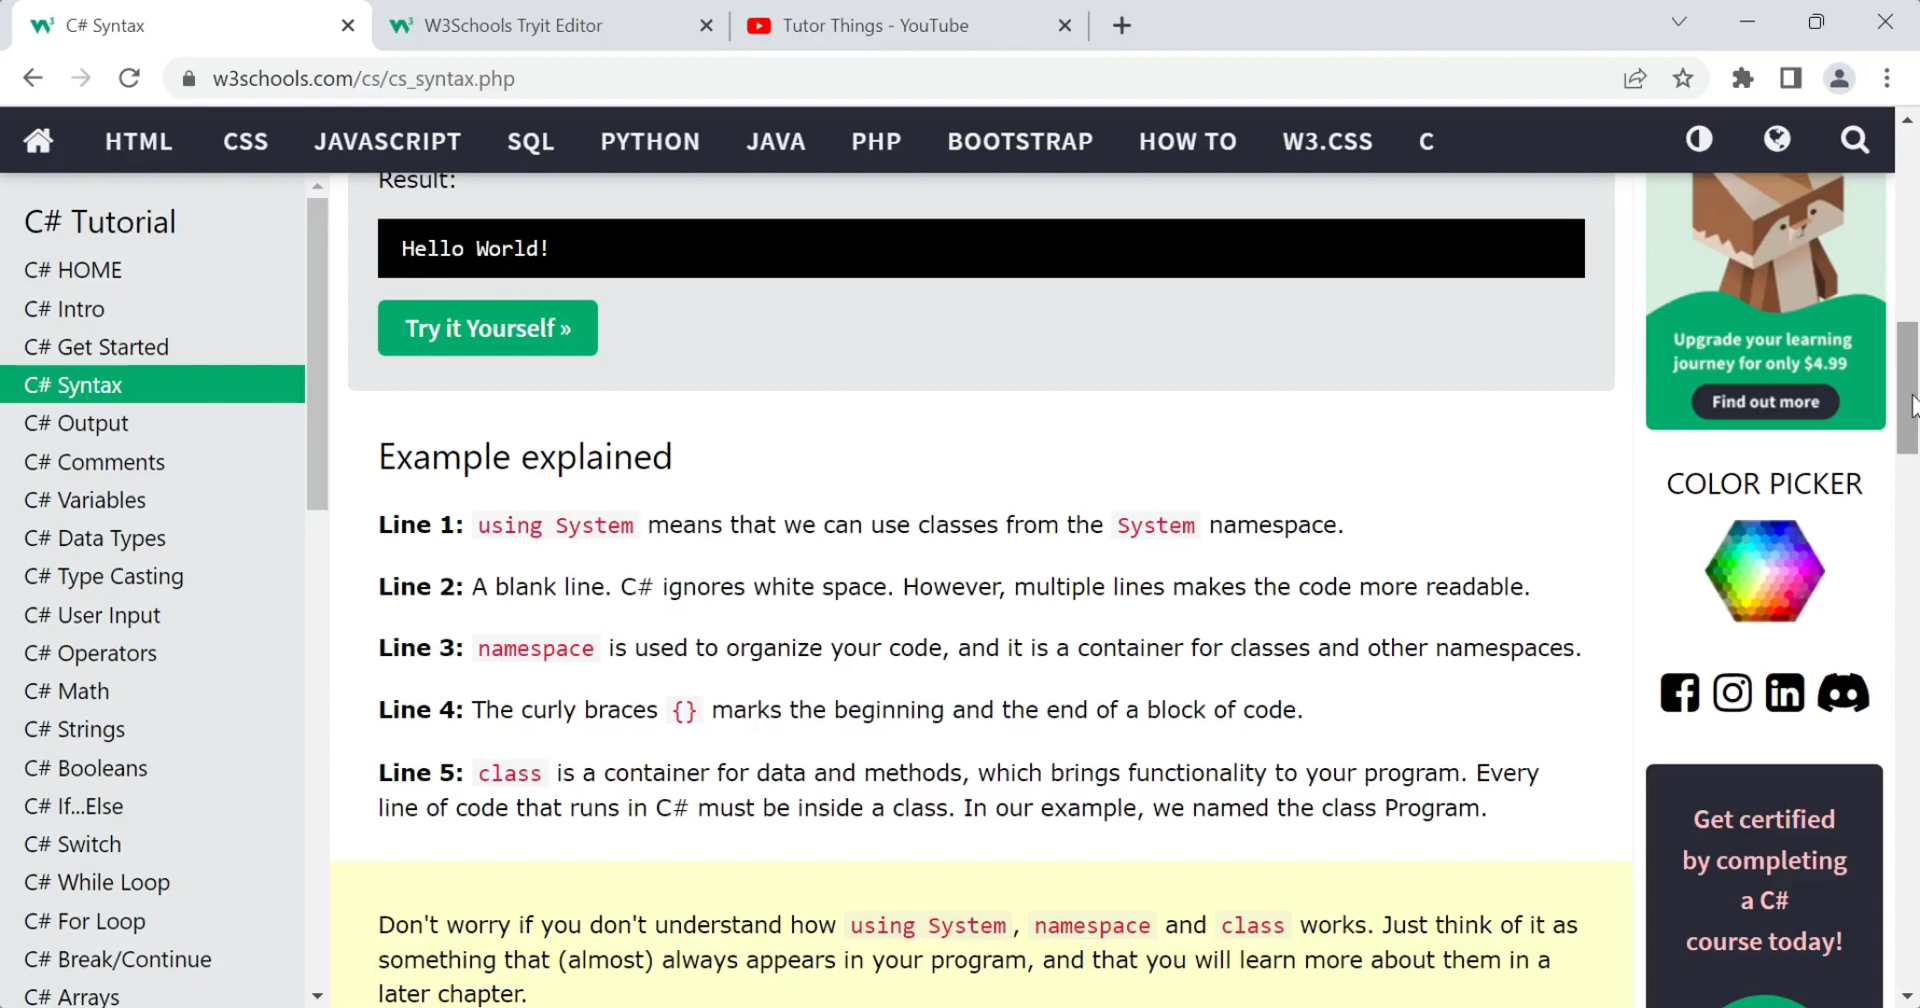 C# Syntax
W3Schools Tryit Editor
Tutor Things - YouTube
w3schools.com/cs/cs_syntax.php
HTML CSS JAVASCRIPT SQL PYTHON JAVA PHP BOOTSTRAP HOW TO W3.CSS C
C# Tutorial
C# HOME
C# Intro
C# Get Started
C# Syntax
C# Output
C# Comments
C# Variables
C# Data Types
C# Type Casting
C# User Input
C# Operators
C# Math
C# Strings
C# Booleans
C# If...Else
C# Switch
C# While Loop
C# For Loop
C# Break/Continue
C# Arrays
Result:
Hello World!
Try it Yourself »
Example explained
Line 1: using System means that we can use classes from the System namespace.
Line 2: A blank line. C# ignores white space. However, multiple lines makes the code more readable.
Line 3: namespace is used to organize your code, and it is a container for classes and other namespaces.
Line 4: The curly braces {} marks the beginning and the end of a block of code.
Line 5: class is a container for data and methods, which brings functionality to your program. Every
line of code that runs in C# must be inside a class. In our example, we named the class Program.
Don't worry if you don't understand how using System, namespace and class works. Just think of it as
something that (almost) always appears in your program, and that you will learn more about them in a
later chapter.
Upgrade your learning
journey for only $4.99
Find out more
COLOR PICKER
Get certified
by completing
a C#
course today!